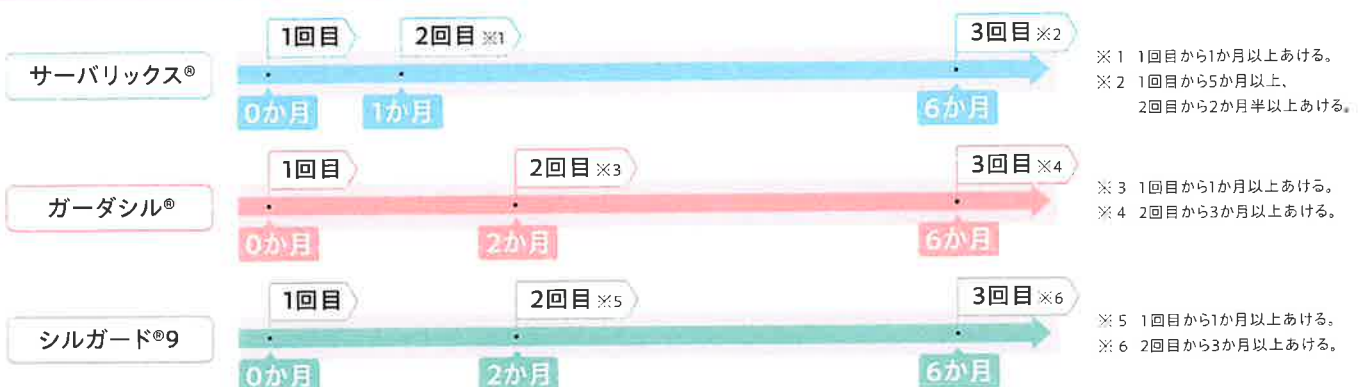 1回目
2回目 ※1
3回目 ※2
サーバリックス®
0か月
1か月
6か月
※1 1回目から1か月以上あける。
※2 1回目から5か月以上、
2回目から2か月半以上あける。
1回目
2回目 ※3
3回目 ※4
ガーダシル®
0か月
2か月
6か月
※3 1回目から1か月以上あける。
※4 2回目から3か月以上あける。
1回目
2回目 ※5
3回目 ※6
シルガード®9
0か月
2か月
6か月
※5 1回目から1か月以上あける。
※6 2回目から3か月以上あける。